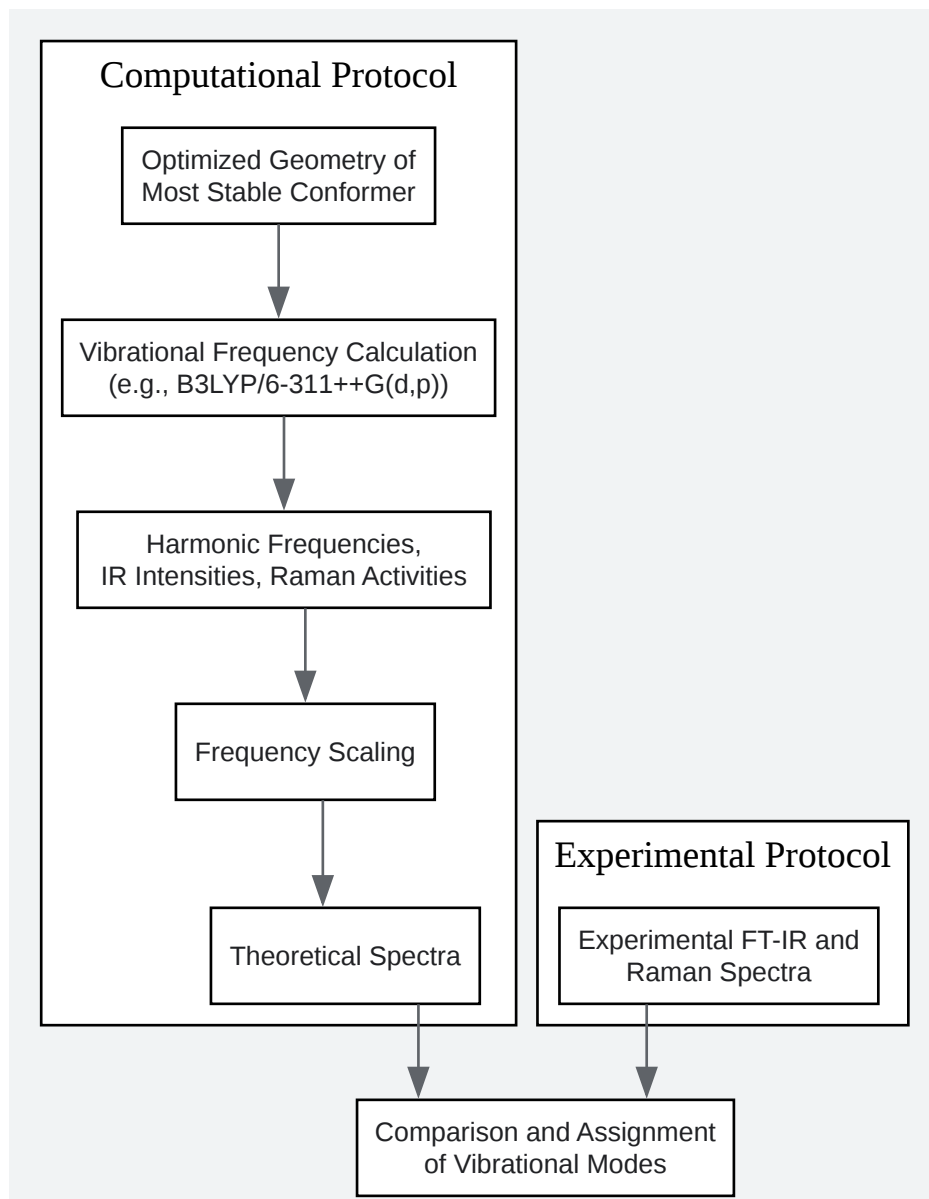 Computational Protocol
Optimized Geometry of
Most Stable Conformer
Vibrational Frequency Calculation
(e.g., B3LYP/6-311++G(d,p))
Harmonic Frequencies,
IR Intensities, Raman Activities
Frequency Scaling
Theoretical Spectra
Experimental Protocol
Experimental FT-IR and
Raman Spectra
Comparison and Assignment
of Vibrational Modes